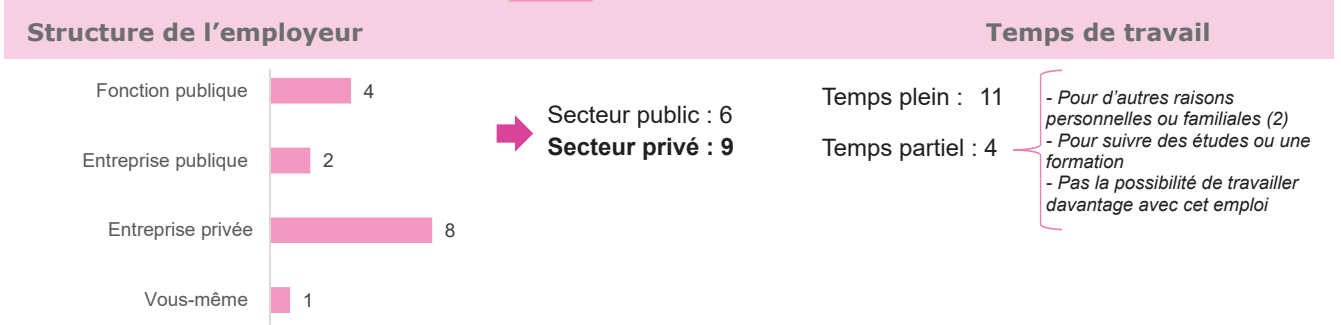 Structure de l’employeur
Fonction publique
4
Entreprise publique
2
Entreprise privée
8
Vous-même
1
Secteur public : 6
Secteur privé : 9
Temps de travail
Temps plein : 11
Temps partiel : 4
- Pour d’autres raisons
personnelles ou familiales (2)
- Pour suivre des études ou une
formation
- Pas la possibilité de travailler
davantage avec cet emploi